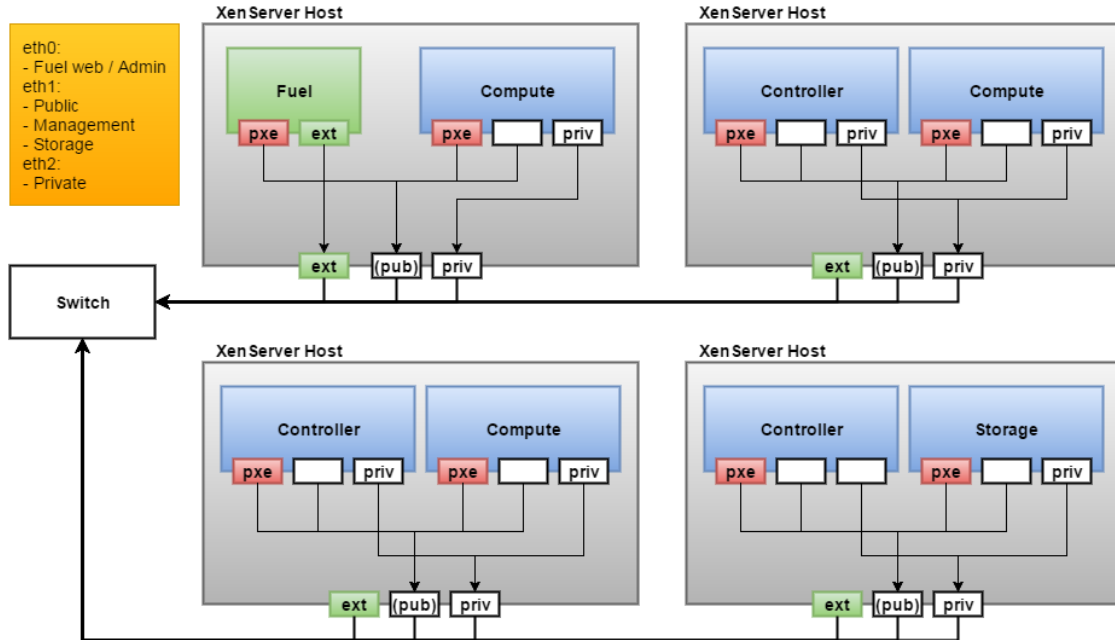 eth0:
- Fuel web / Admin
eth1:
- Public
- Management
- Storage
eth2:
- Private
XenServer Host
Fuel
pxe
ext
Compute
pxe
priv
ext
(pub)
priv
XenServer Host
Controller
pxe
priv
Compute
pxe
priv
ext
(pub)
priv
Switch
XenServer Host
Controller
pxe
priv
Compute
pxe
priv
ext
(pub)
priv
XenServer Host
Controller
pxe
Storage
pxe
priv
ext
(pub)
priv